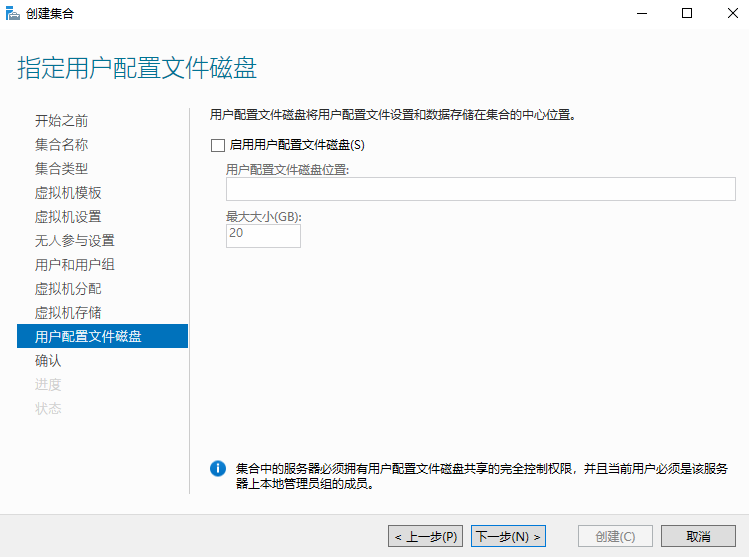 创建集合
指定用户配置文件磁盘
开始之前
集合名称
集合类型
虚拟机模板
虚拟机设置
无人参与设置
用户和用户组
虚拟机分配
虚拟机存储
用户配置文件磁盘
确认
进度
状态
用户配置文件磁盘将用户配置文件设置和数据存储在集合的中心位置。
启用用户配置文件磁盘(S)
用户配置文件磁盘位置:
最大大小(GB):
20
集合中的服务器必须拥有用户配置文件磁盘共享的完全控制权限，并且当前用户必须是该服务
器上本地管理员组的成员。
< 上一步(P)
下一步(N) >
创建(C)
取消